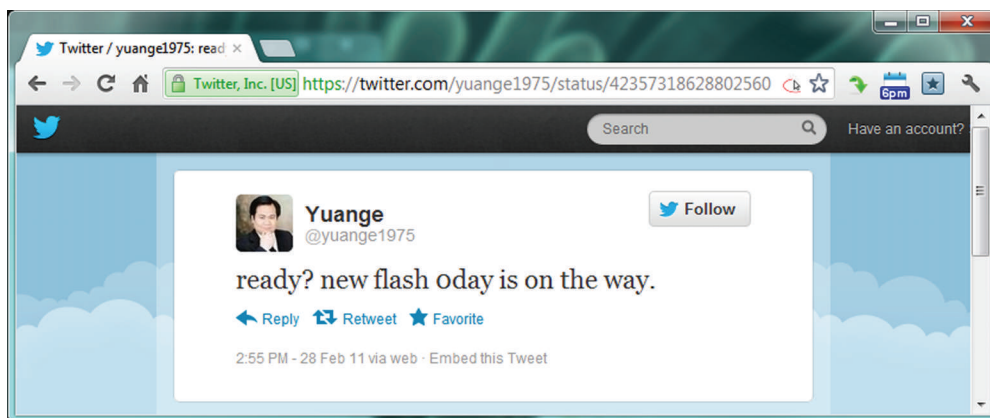 Twitter / yuange1975: read
Twitter, Inc. [US] https://twitter.com/yuange1975/status/42357318628802560
6pm
Search
Have an account?
Yuange
Follow
@yuange1975
ready? new flash 0day is on the way.
Reply Retweet Favorite
2:55 PM - 28 Feb 11 via web · Embed this Tweet